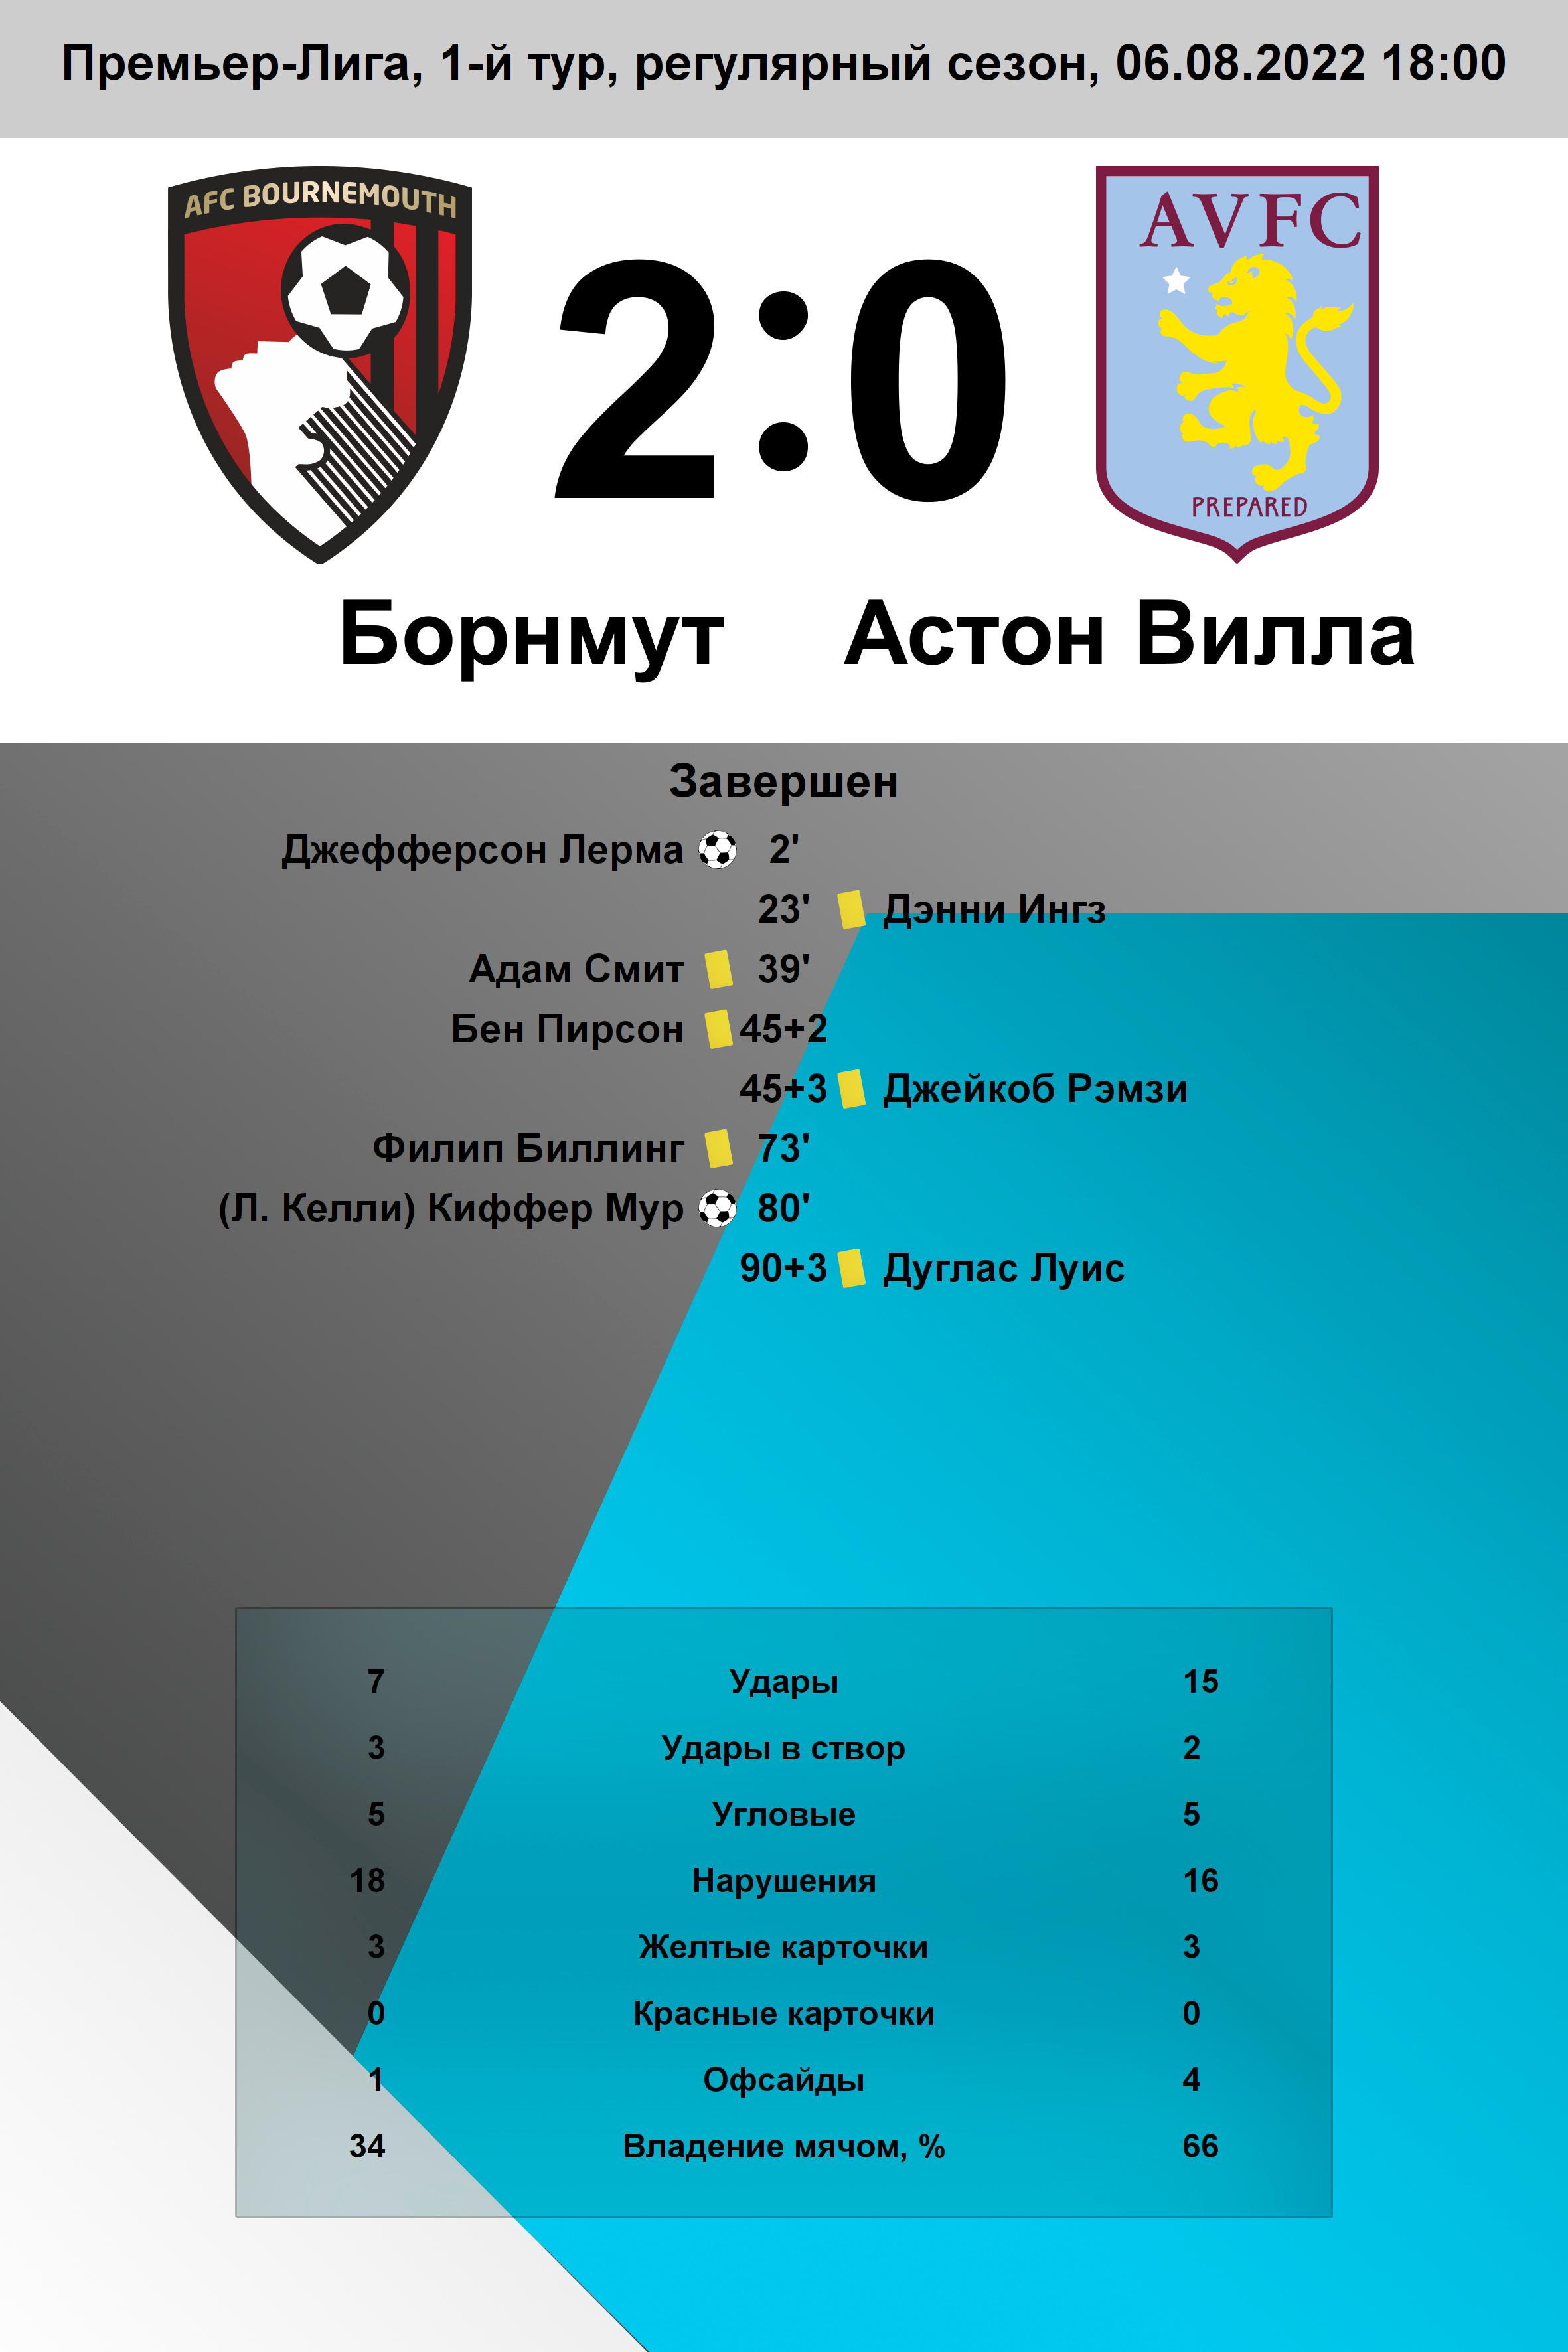 Премьер-Лига, 1-й тур, регулярный сезон, 06.08.2022 18:00
AFC BOURNEMOUTH
2:0
AVFC
PREPARED
Борнмут Астон Вилла
Завершен
Джефферсон Лерма 2'
23' Дэнни Ингз
Адам Смит 39'
Бен Пирсон 45+2
45+3 Джейкоб Рэмзи
Филип Биллинг 73'
(Л. Келли) Киффер Мур 80'
90+3 Дуглас Луис
7 Удары 15
3 Удары в створ 2
5 Угловые 5
18 Нарушения 16
3 Желтые карточки 3
0 Красные карточки 0
1 Офсайды 4
34 Владение мячом, % 66